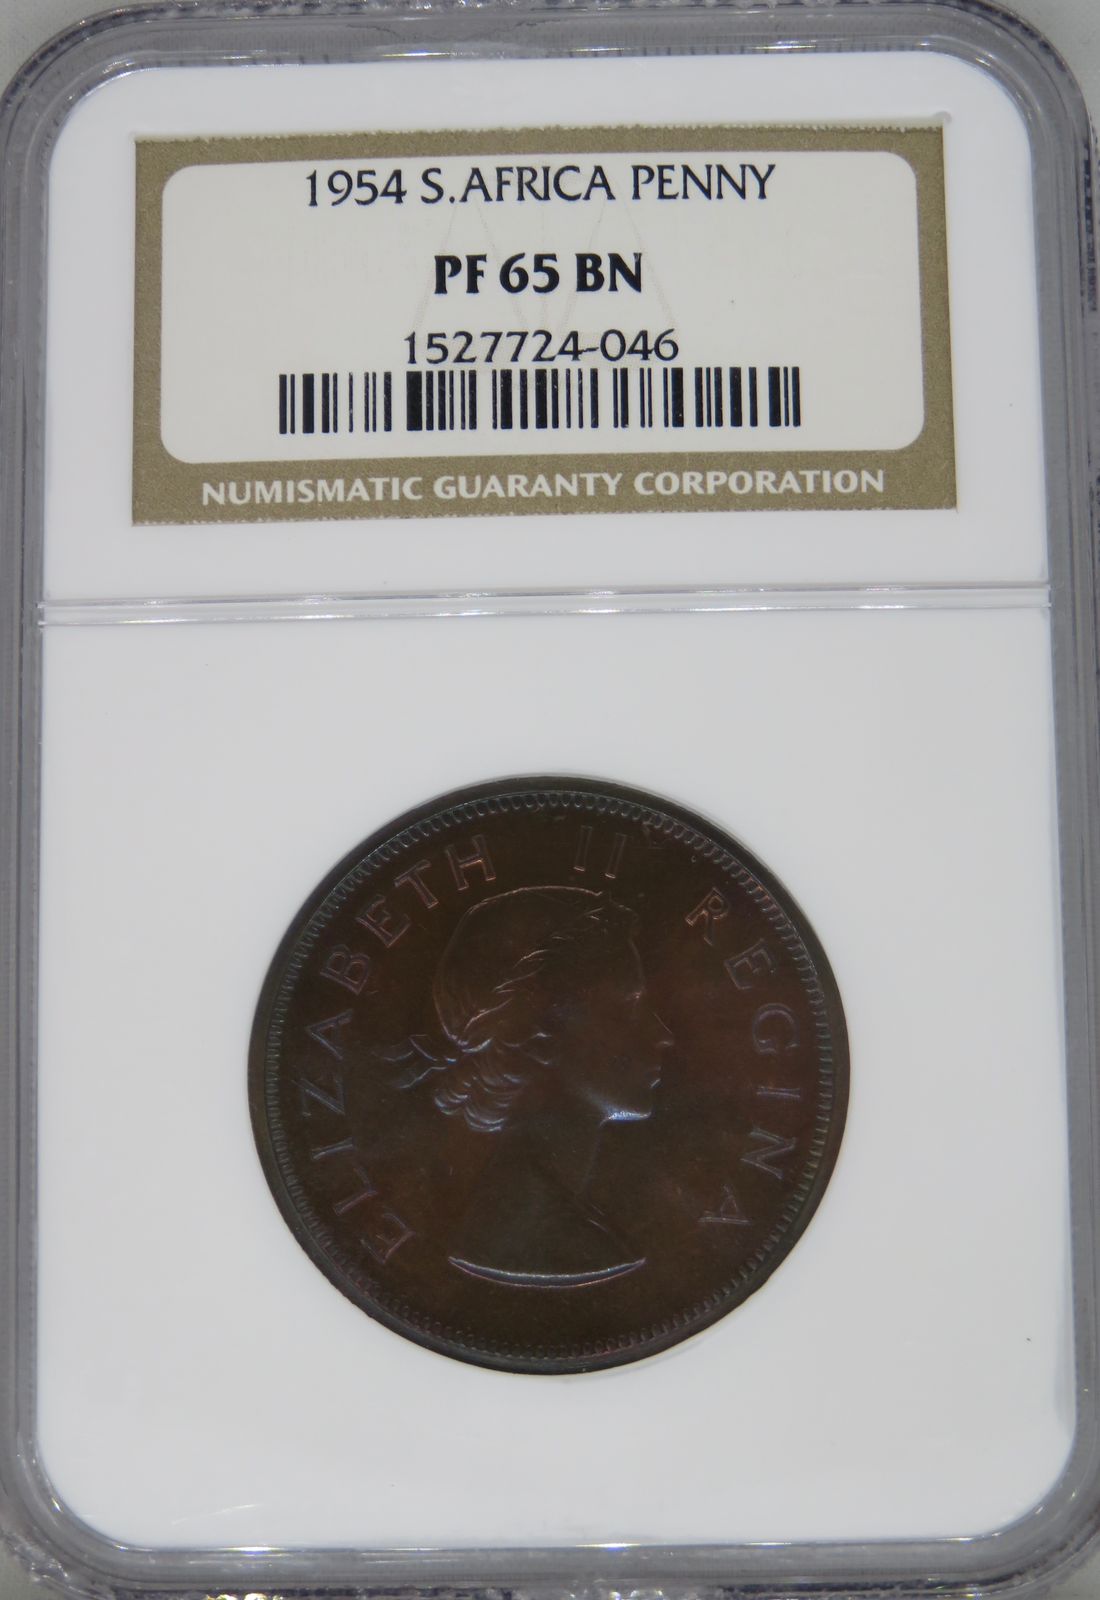 1954 S.AFRICA PENNY
PF 65 BN
1527724-046
NUMISMATIC GUARANTY CORPORATION
ELIZABETH II REGINA